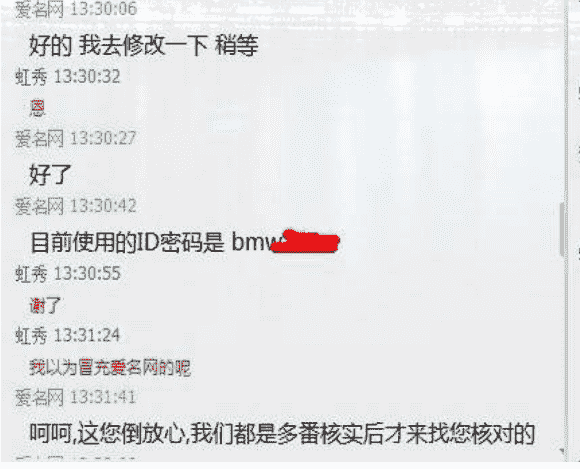 爱名网 13:30:06
好的 我去修改一下 稍等
虹秀 13:30:32
恩
爱名网 13:30:27
好了
爱名网 13:30:42
目前使用的ID密码是 bmw
虹秀 13:30:55
谢了
虹秀 13:31:24
我以为冒充爱名网的呢
爱名网 13:31:41
呵呵,这您倒放心,我们都是多番核实后才来找您核对的